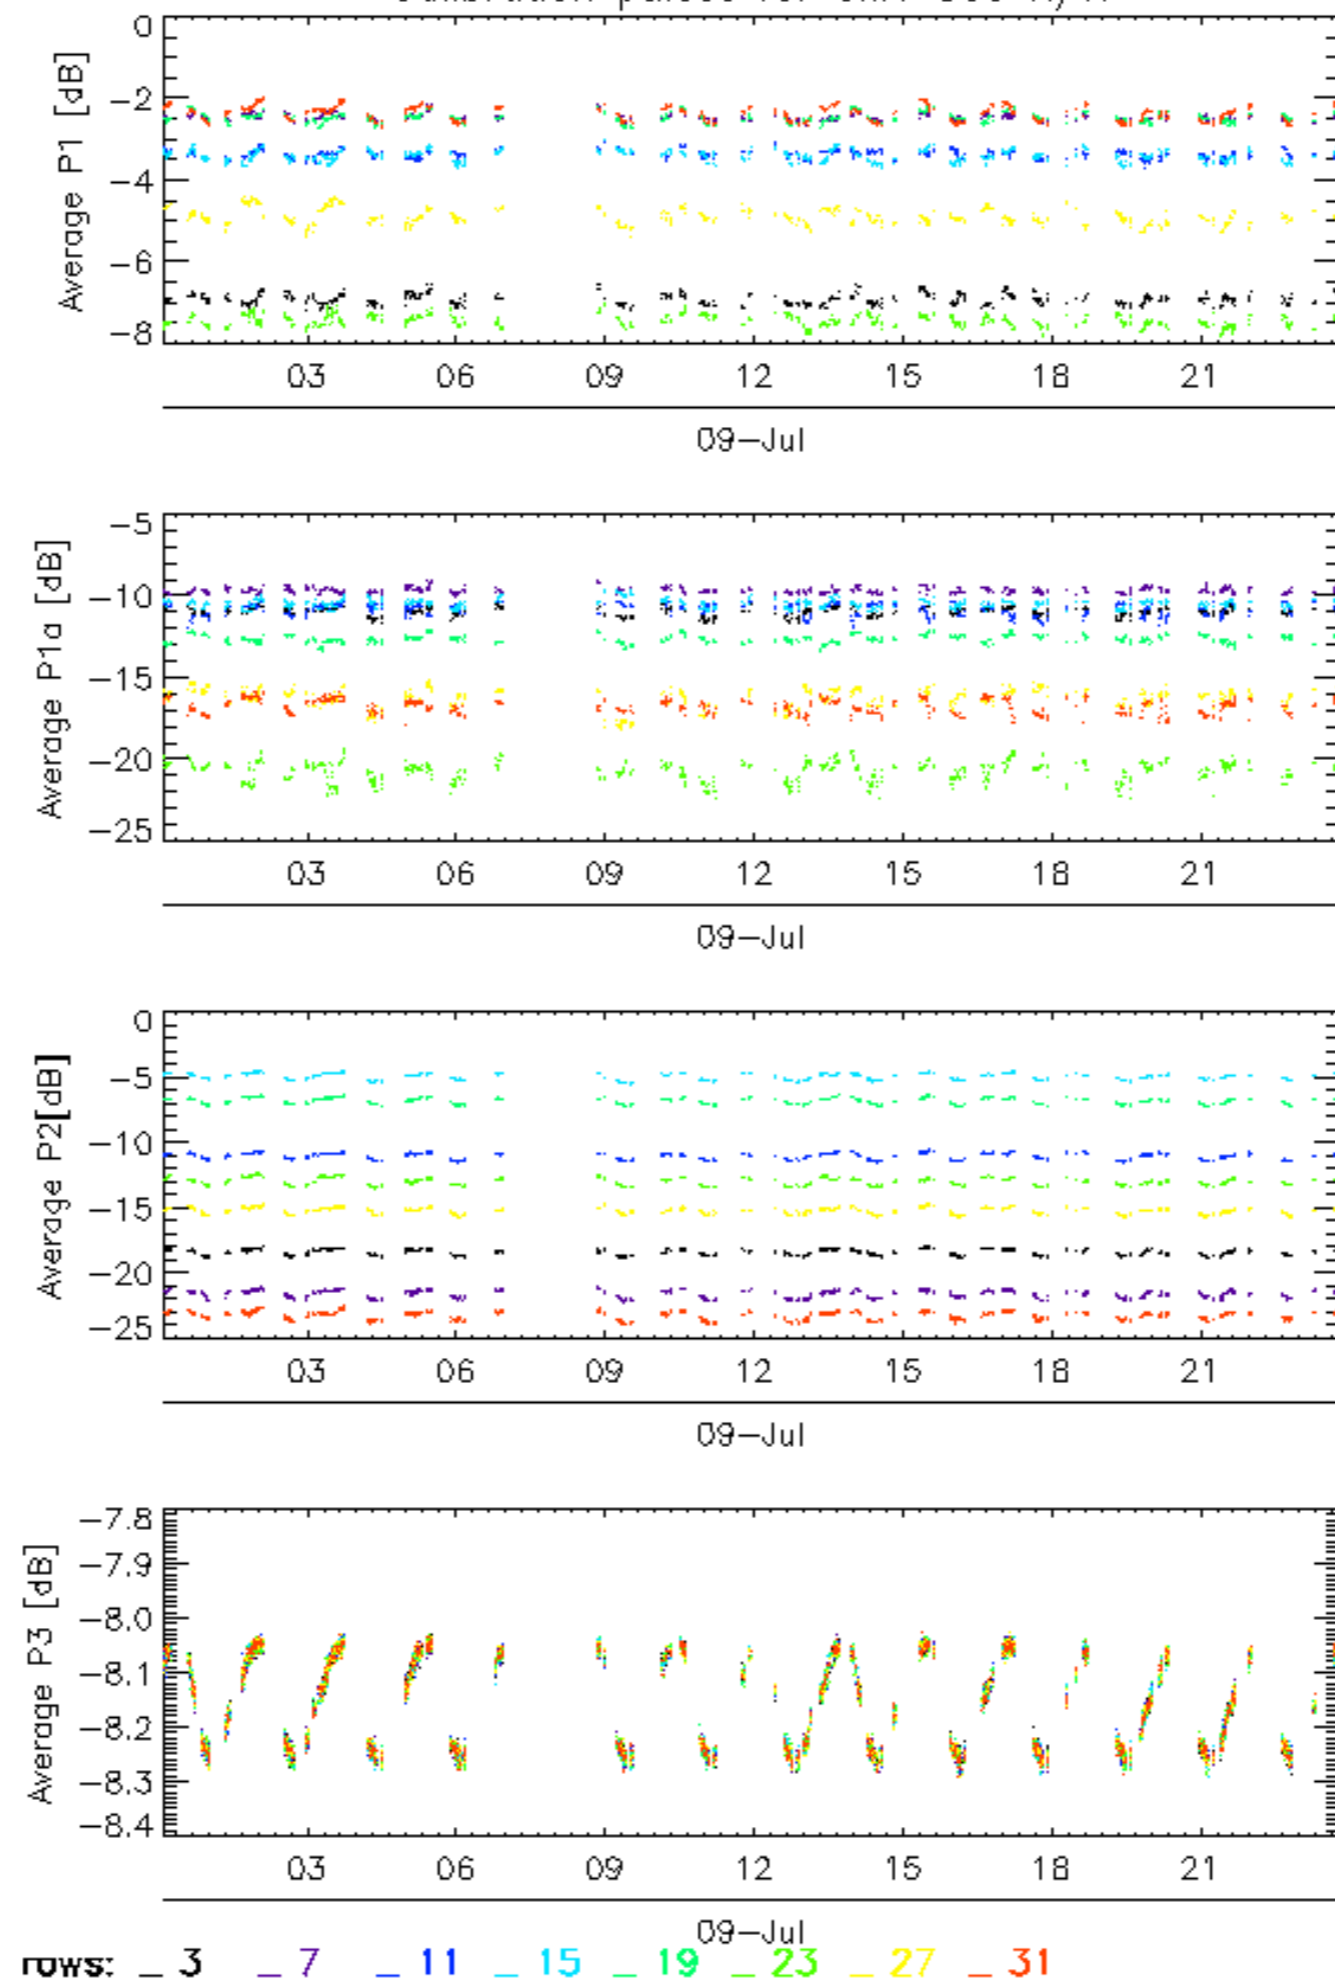 0
−2
−4
−6
−8
Average P1 [dB]
03 06 09 12 15 18 21
09−Jul
−5
−10
−15
−20
−25
Average P1a [dB]
03 06 09 12 15 18 21
09−Jul
0
−5
−10
−15
−20
−25
Average P2[dB]
03 06 09 12 15 18 21
09−Jul
−7.8
−7.9
−8.0
−8.1
−8.2
−8.3
−8.4
Average P3 [dB]
03 06 09 12 15 18 21
09−Jul
rows: _ 3 _ 7 _ 11 _ 15 _ 19 _ 23 _ 27 _ 31